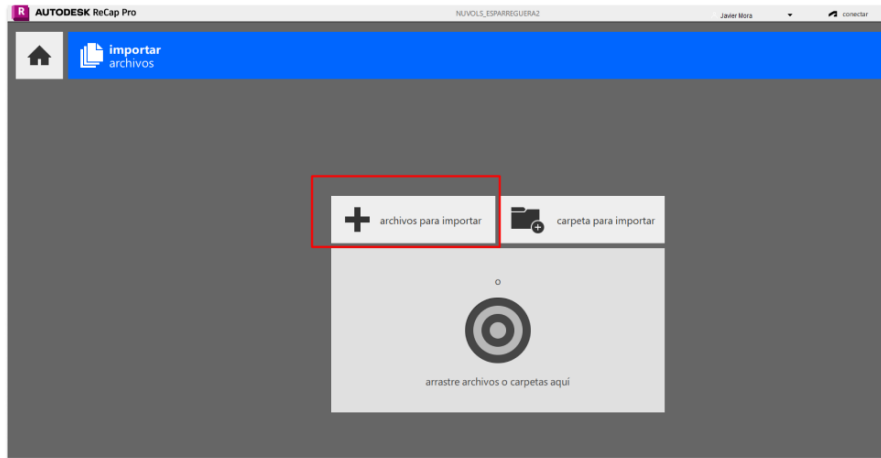 R AUTODESK ReCap Pro
NUVOLS_ESPARREGUERA2
Javier Mora
conectar
importar
archivos
archivos para importar
carpeta para importar
o
arrastre archivos o carpetas aquí